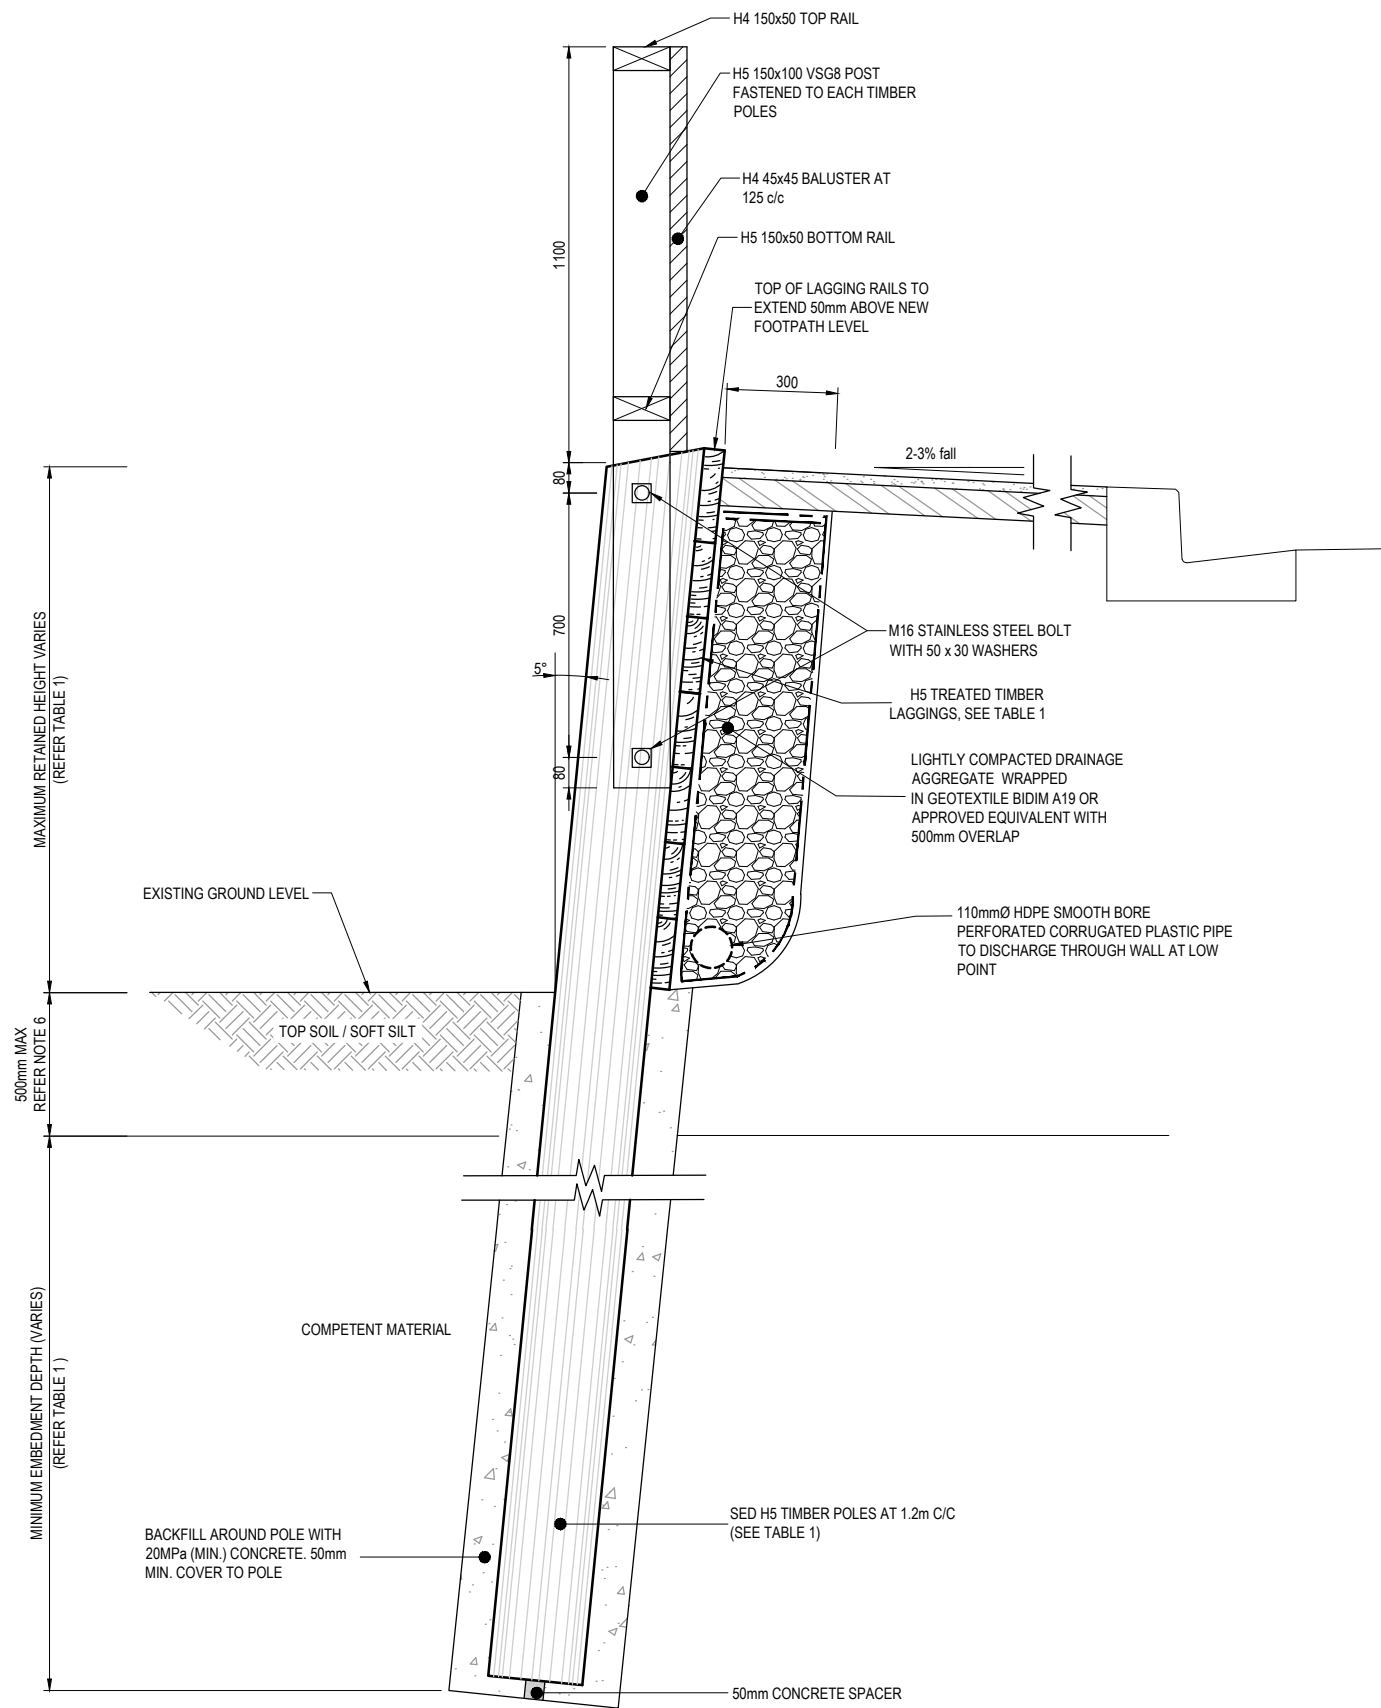 H4 150x50 TOP RAIL
H5 150x100 VSG8 POST
FASTENED TO EACH TIMBER
POLES
H4 45x45 BALUSTER AT
125 c/c
H5 150x50 BOTTOM RAIL
1100
TOP OF LAGGING RAILS TO
EXTEND 50mm ABOVE NEW
FOOTPATH LEVEL
300
2-3% fall
80
700
5°
80
M16 STAINLESS STEEL BOLT
WITH 50 x 30 WASHERS
H5 TREATED TIMBER
LAGGINGS, SEE TABLE 1
LIGHTLY COMPACTED DRAINAGE
AGGREGATE WRAPPED
IN GEOTEXTILE BIDIM A19 OR
APPROVED EQUIVALENT WITH
500mm OVERLAP
110mmØ HDPE SMOOTH BORE
PERFORATED CORRUGATED PLASTIC PIPE
TO DISCHARGE THROUGH WALL AT LOW
POINT
MAXIMUM RETAINED HEIGHT VARIES
(REFER TABLE 1)
EXISTING GROUND LEVEL
TOP SOIL / SOFT SILT
500mm MAX
REFER NOTE 6
MINIMUM EMBEDMENT DEPTH (VARIES)
(REFER TABLE 1 )
COMPETENT MATERIAL
BACKFILL AROUND POLE WITH
20MPa (MIN.) CONCRETE. 50mm
MIN. COVER TO POLE
SED H5 TIMBER POLES AT 1.2m C/C
(SEE TABLE 1)
50mm CONCRETE SPACER